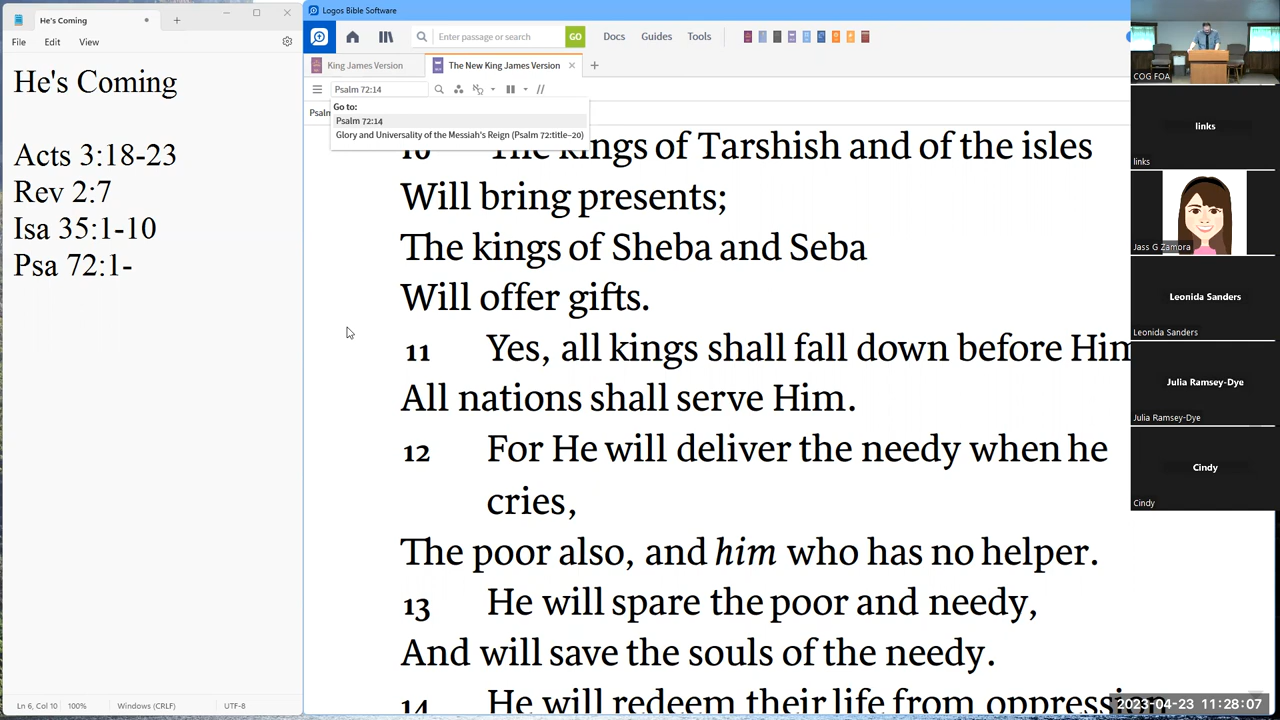 He's Coming
File Edit View
He's Coming
Acts 3:18-23
Rev 2:7
Isa 35:1-10
Psa 72:1-
Ln 6, Col 10 100% Windows (CRLF) UTF-8
Logos Bible Software
Enter passage or search GO Docs Guides Tools
King James Version The New King James Version
Psalm 72:14
Go to:
Psalm 72:14
Glory and Universality of the Messiah's Reign (Psalm 72:title–20)
10 The kings of Tarshish and of the isles
Will bring presents;
The kings of Sheba and Seba
Will offer gifts.
11 Yes, all kings shall fall down before Him
All nations shall serve Him.
12 For He will deliver the needy when he
cries,
The poor also, and him who has no helper.
13 He will spare the poor and needy,
And will save the souls of the needy.
14 He will redeem their life from oppression
COG FOA
links
links
Jass G Zamora
Leonida Sanders
Leonida Sanders
Julia Ramsey-Dye
Julia Ramsey-Dye
Cindy
Cindy
2023-04-23 11:28:07